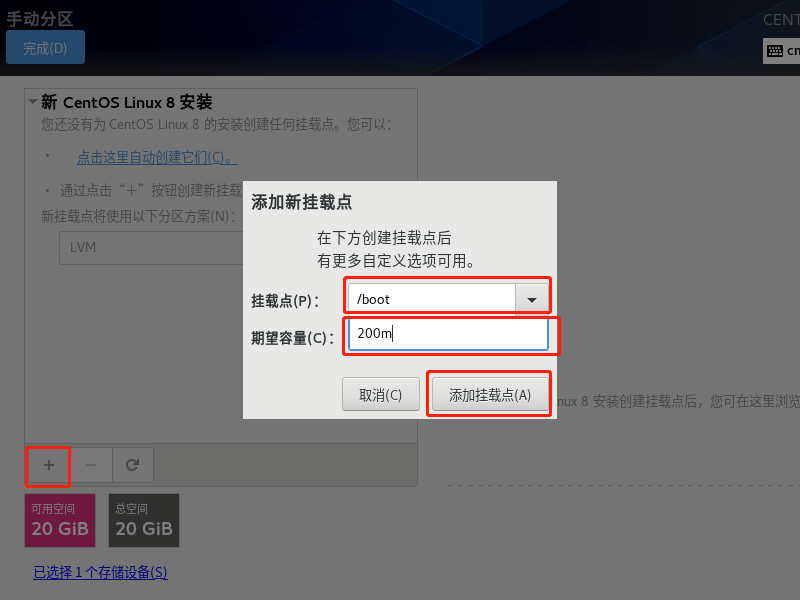 手动分区
CENT
完成(D)
cn
新 CentOS Linux 8 安装
您还没有为 CentOS Linux 8 的安装创建任何挂载点。您可以：
· 点击这里自动创建它们(C)。
· 通过点击“+”按钮创建新挂载
新挂载点将使用以下分区方案(N)：
LVM
添加新挂载点
在下方创建挂载点后
有更多自定义选项可用。
挂载点(P)： /boot
期望容量(C)： 200m
取消(C) 添加挂载点(A)
nux 8 安装创建挂载点后，您可在这里浏览
+ −
可用空间 总空间
20 GiB 20 GiB
已选择 1 个存储设备(S)